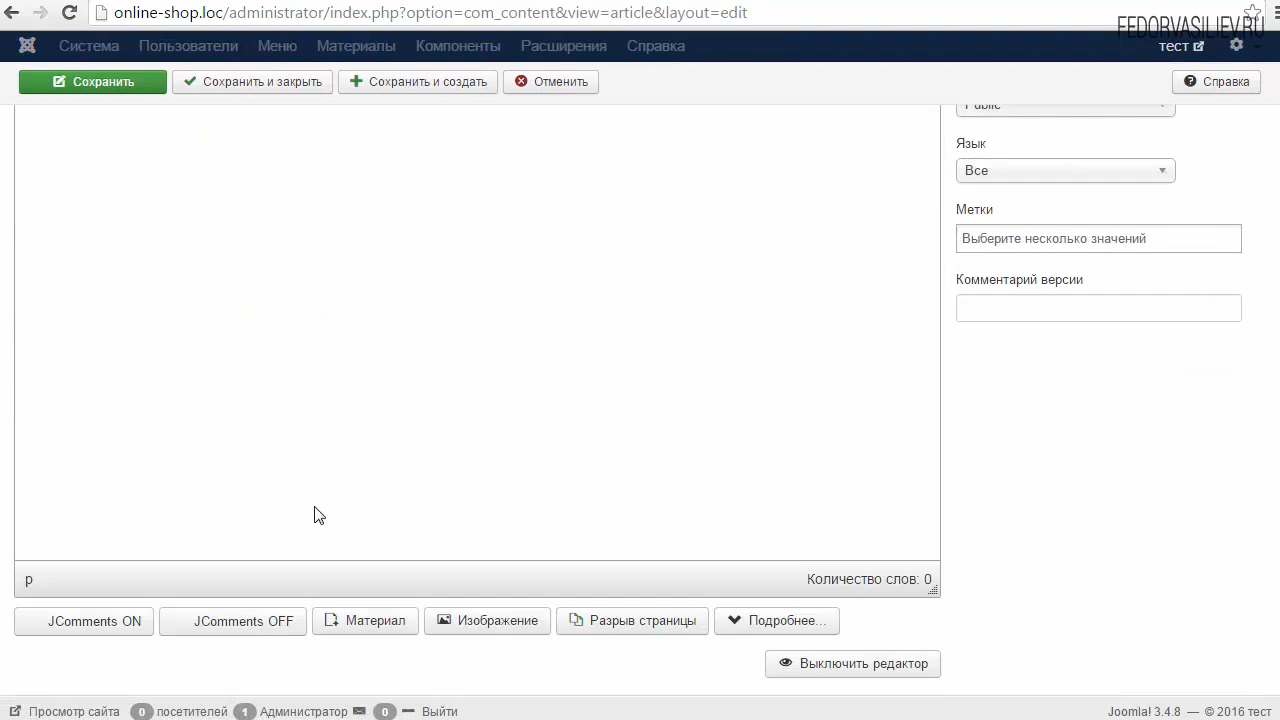 online-shop.loc/administrator/index.php?option=com_content&view=article&layout=edit
FEDORVASILIEV.RU
Система Пользователи Меню Материалы Компоненты Расширения Справка тест
Сохранить Сохранить и закрыть Сохранить и создать Отменить Справка
Public
Язык
Все
Метки
Выберите несколько значений
Комментарий версии
p Количество слов: 0
JComments ON JComments OFF Материал Изображение Разрыв страницы Подробнее...
Выключить редактор
Просмотр сайта 0 посетителей 1 Администратор 0 Выйти Joomla! 3.4.8 — © 2016 тест